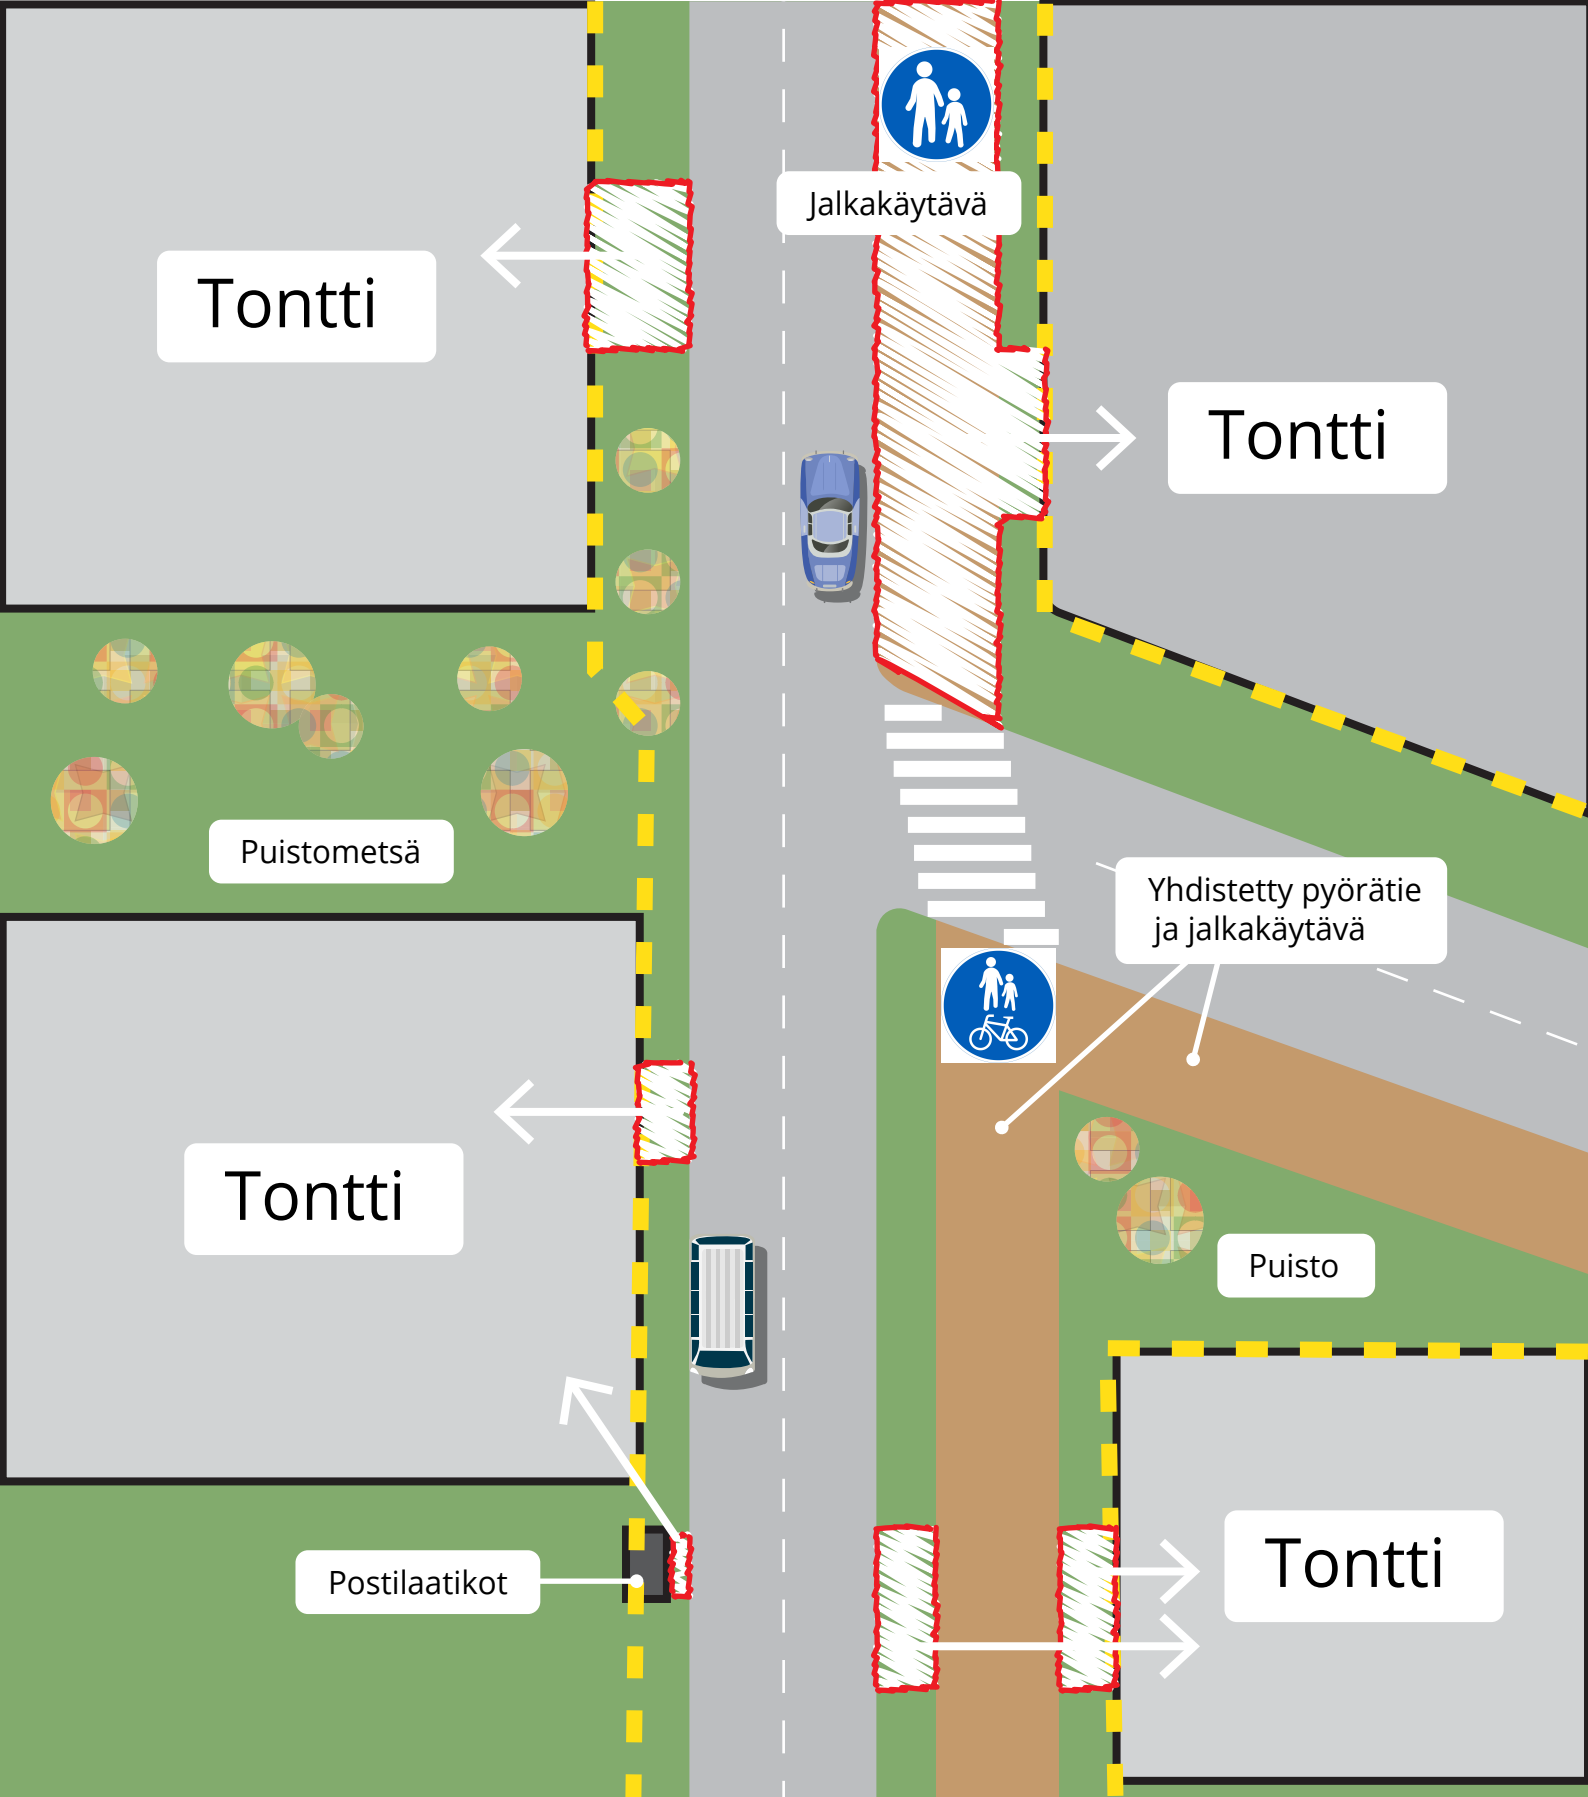 Jalkakäytävä
Tontti
Tontti
Puistometsä
Yhdistetty pyörätie
ja jalkakäytävä
Tontti
Puisto
Tontti
Postilaatikot